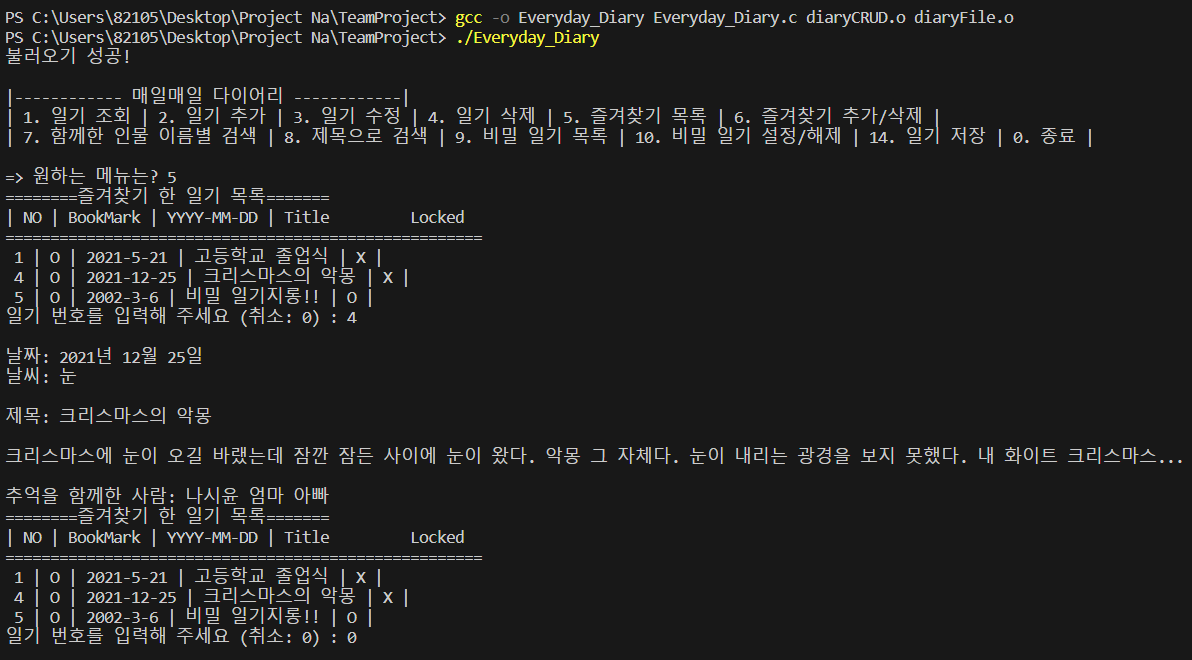 PS C:\Users\82105\Desktop\Project Na\TeamProject> gcc -o Everyday_Diary Everyday_Diary.c diaryCRUD.o diaryFile.o
PS C:\Users\82105\Desktop\Project Na\TeamProject> ./Everyday_Diary
불러오기 성공!
|------------ 매일매일 다이어리 ------------|
| 1. 일기 조회 | 2. 일기 추가 | 3. 일기 수정 | 4. 일기 삭제 | 5. 즐겨찾기 목록 | 6. 즐겨찾기 추가/삭제 |
| 7. 함께한 인물 이름별 검색 | 8. 제목으로 검색 | 9. 비밀 일기 목록 | 10. 비밀 일기 설정/해제 | 14. 일기 저장 | 0. 종료 |
=> 원하는 메뉴는? 5
========즐겨찾기 한 일기 목록=======
| NO | BookMark | YYYY-MM-DD | Title         Locked
=====================================================
 1 | O | 2021-5-21 | 고등학교 졸업식 | X |
 4 | O | 2021-12-25 | 크리스마스의 악몽 | X |
 5 | O | 2002-3-6 | 비밀 일기지롱!! | O |
일기 번호를 입력해 주세요 (취소: 0) : 4
날짜: 2021년 12월 25일
날씨: 눈
제목: 크리스마스의 악몽
크리스마스에 눈이 오길 바랬는데 잠깐 잠든 사이에 눈이 왔다. 악몽 그 자체다. 눈이 내리는 광경을 보지 못했다. 내 화이트 크리스마스...
추억을 함께한 사람: 나시윤 엄마 아빠
========즐겨찾기 한 일기 목록=======
| NO | BookMark | YYYY-MM-DD | Title         Locked
=====================================================
 1 | O | 2021-5-21 | 고등학교 졸업식 | X |
 4 | O | 2021-12-25 | 크리스마스의 악몽 | X |
 5 | O | 2002-3-6 | 비밀 일기지롱!! | O |
일기 번호를 입력해 주세요 (취소: 0) : 0